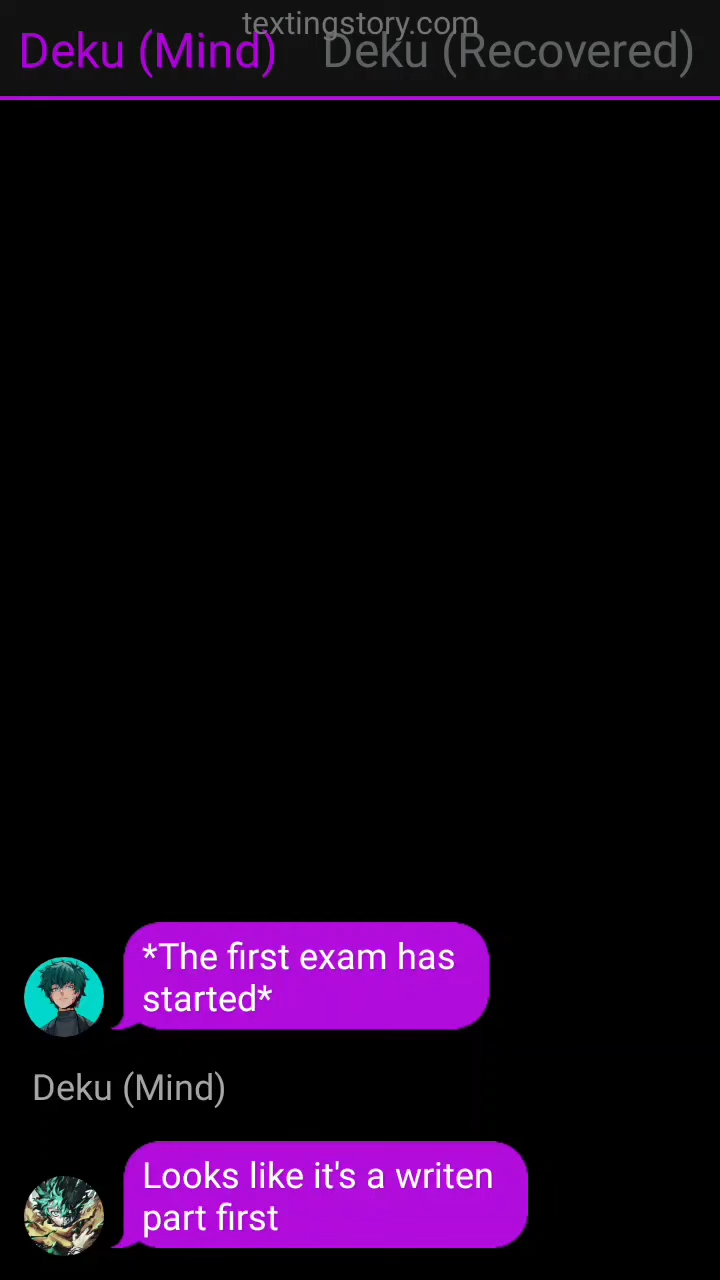 textingstory.com
Deku (Mind) Deku (Recovered)
*The first exam has
started*
Deku (Mind)
Looks like it's a writen
part first